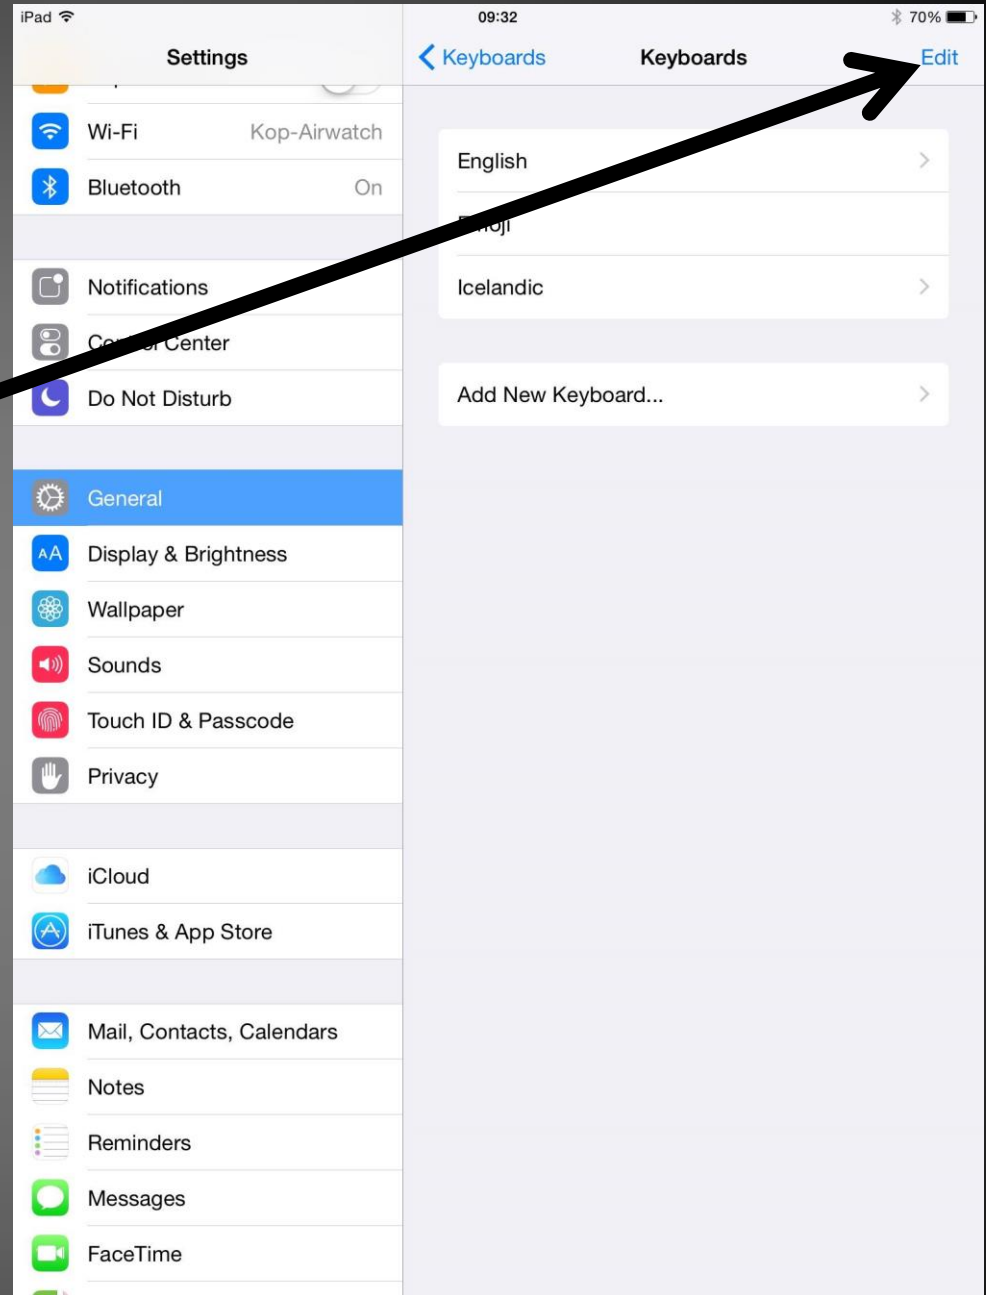 iPad 09:32 70%
Settings
Wi-Fi Kop-Airwatch
Bluetooth On
Notifications
Control Center
Do Not Disturb
General
Display & Brightness
Wallpaper
Sounds
Touch ID & Passcode
Privacy
iCloud
iTunes & App Store
Mail, Contacts, Calendars
Notes
Reminders
Messages
FaceTime
Keyboards Keyboards Edit
English
Emoji
Icelandic
Add New Keyboard...